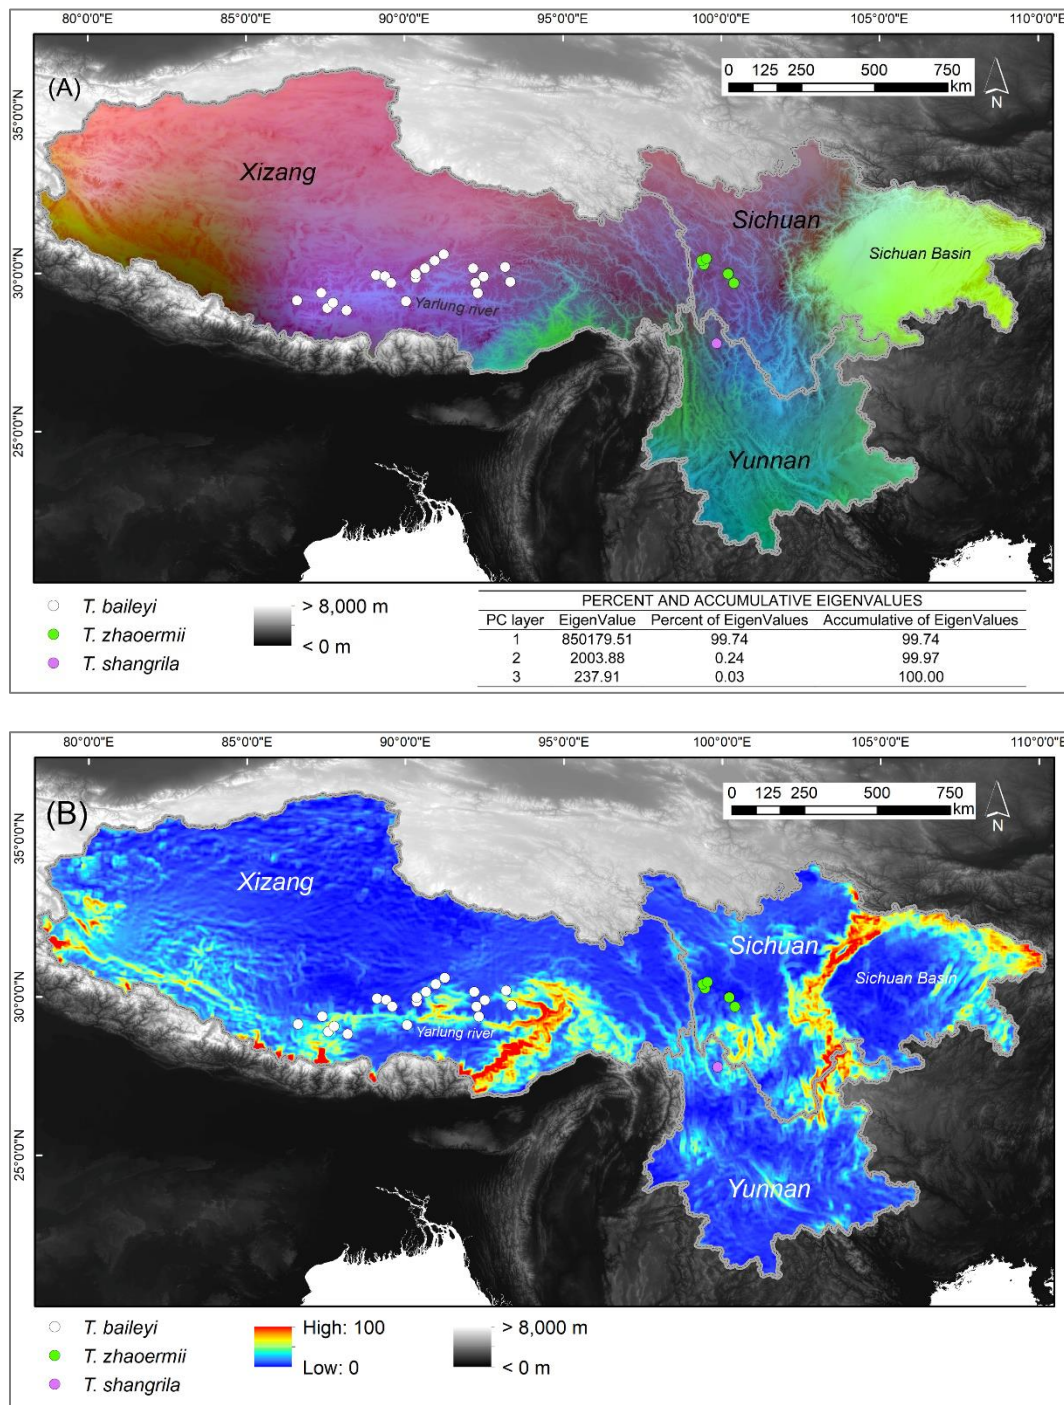 80°0'0"E 85°0'0"E 90°0'0"E 95°0'0"E 100°0'0"E 105°0'0"E 110°0'0"E
(A)
0 125 250 500 750
km
N
35°0'0"N
30°0'0"N
25°0'0"N
Xizang
Sichuan
Sichuan Basin
Yarlung river
Yunnan
T. baileyi
T. zhaoermii
T. shangrila
> 8,000 m
< 0 m
PERCENT AND ACCUMULATIVE EIGENVALUES
PC layer EigenValue Percent of EigenValues Accumulative of EigenValues
1 850179.51 99.74 99.74
2 2003.88 0.24 99.97
3 237.91 0.03 100.00
80°0'0"E 85°0'0"E 90°0'0"E 95°0'0"E 100°0'0"E 105°0'0"E 110°0'0"E
(B)
0 125 250 500 750
km
N
35°0'0"N
30°0'0"N
25°0'0"N
Xizang
Sichuan
Sichuan Basin
Yarlung river
Yunnan
T. baileyi
T. zhaoermii
T. shangrila
High: 100
Low: 0
> 8,000 m
< 0 m